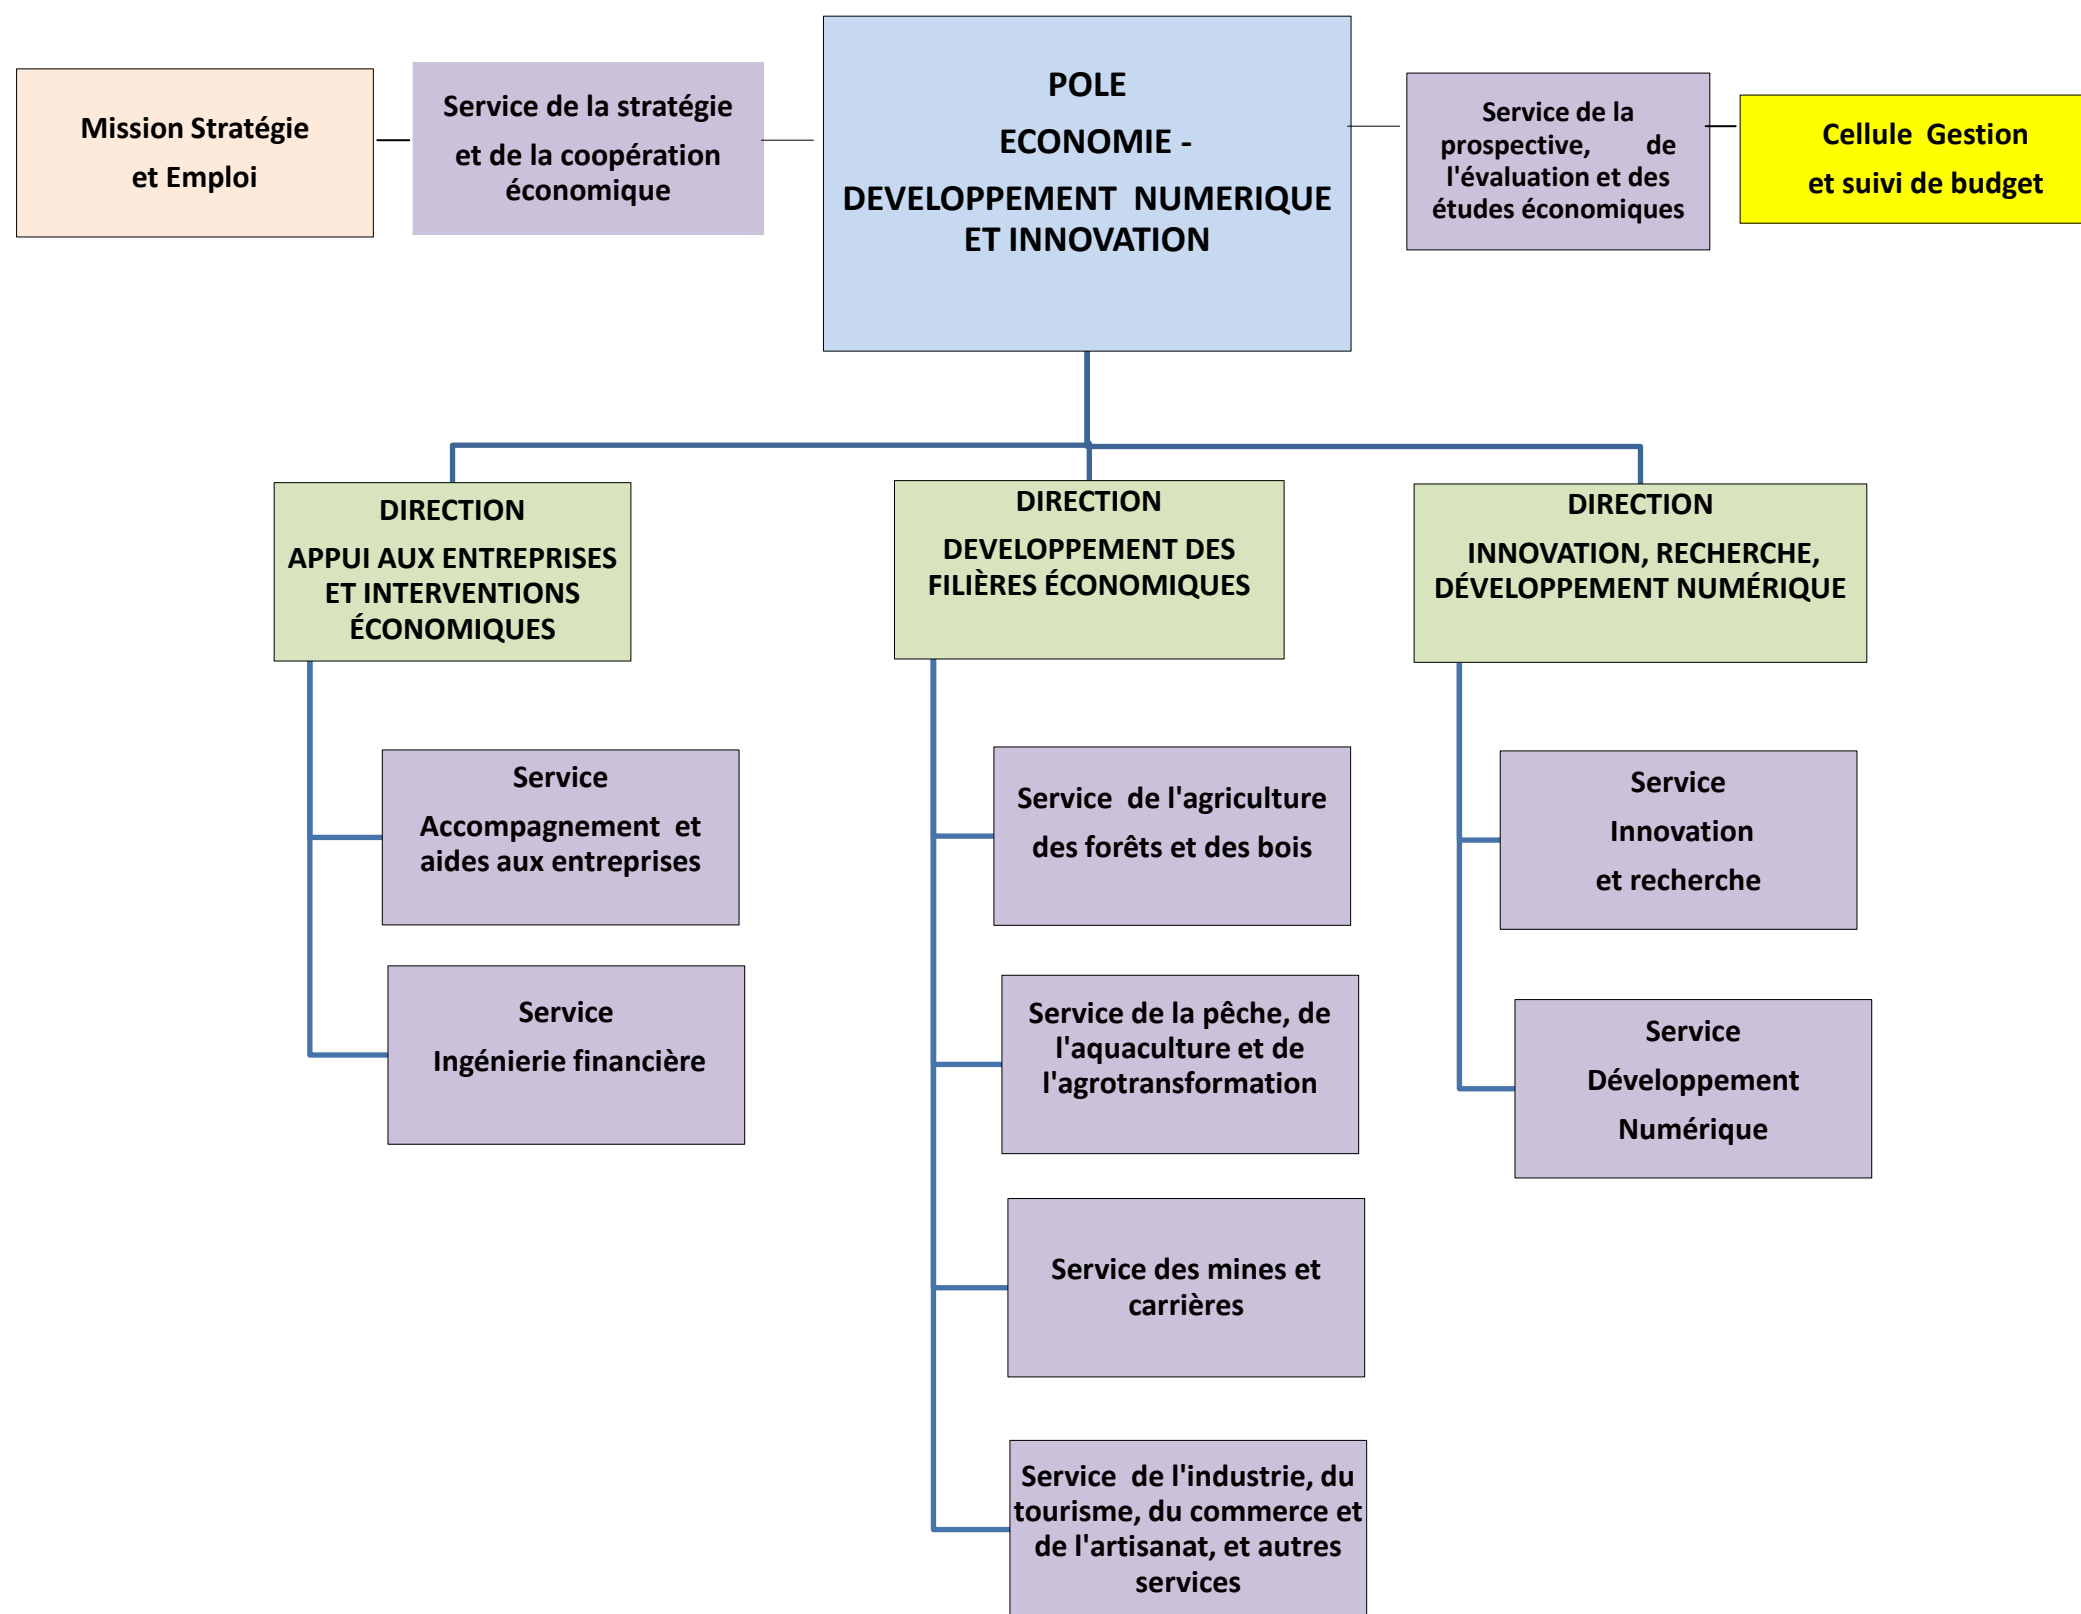 Mission Stratégie
et Emploi
Service de la stratégie
et de la coopération
économique
POLE
ECONOMIE -
DEVELOPPEMENT NUMERIQUE
ET INNOVATION
Service de la
prospective, de
l'évaluation et des
études économiques
Cellule Gestion
et suivi de budget
DIRECTION
APPUI AUX ENTREPRISES
ET INTERVENTIONS
ÉCONOMIQUES
DIRECTION
DEVELOPPEMENT DES
FILIÈRES ÉCONOMIQUES
DIRECTION
INNOVATION, RECHERCHE,
DÉVELOPPEMENT NUMÉRIQUE
Service
Accompagnement et
aides aux entreprises
Service
Ingénierie financière
Service de l'agriculture
des forêts et des bois
Service de la pêche, de
l'aquaculture et de
l'agrotransformation
Service des mines et
carrières
Service de l'industrie, du
tourisme, du commerce et
de l'artisanat, et autres
services
Service
Innovation
et recherche
Service
Développement
Numérique